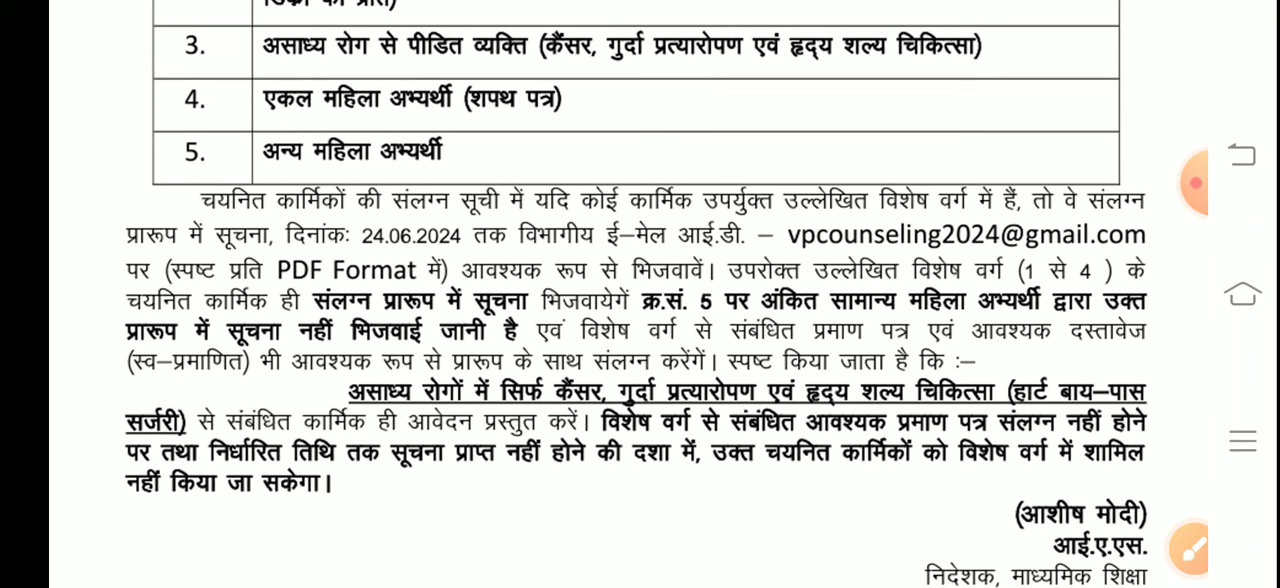 डिक्री की प्रति)
3. असाध्य रोग से पीडित व्यक्ति (कैंसर, गुर्दा प्रत्यारोपण एवं हृदय शल्य चिकित्सा)
4. एकल महिला अभ्यर्थी (शपथ पत्र)
5. अन्य महिला अभ्यर्थी
चयनित कार्मिकों की संलग्न सूची में यदि कोई कार्मिक उपर्युक्त उल्लेखित विशेष वर्ग में हैं, तो वे संलग्न
प्रारूप में सूचना, दिनांकः 24.06.2024 तक विभागीय ई–मेल आई.डी. – vpcounseling2024@gmail.com
पर (स्पष्ट प्रति PDF Format में) आवश्यक रूप से भिजवावें। उपरोक्त उल्लेखित विशेष वर्ग (1 से 4 ) के
चयनित कार्मिक ही संलग्न प्रारूप में सूचना भिजवायेगें क्र.सं. 5 पर अंकित सामान्य महिला अभ्यर्थी द्वारा उक्त
प्रारूप में सूचना नहीं भिजवाई जानी है एवं विशेष वर्ग से संबंधित प्रमाण पत्र एवं आवश्यक दस्तावेज
(स्व–प्रमाणित) भी आवश्यक रूप से प्रारूप के साथ संलग्न करेंगें। स्पष्ट किया जाता है कि :–
असाध्य रोगों में सिर्फ कैंसर, गुर्दा प्रत्यारोपण एवं हृदय शल्य चिकित्सा (हार्ट बाय–पास
सर्जरी) से संबंधित कार्मिक ही आवेदन प्रस्तुत करें। विशेष वर्ग से संबंधित आवश्यक प्रमाण पत्र संलग्न नहीं होने
पर तथा निर्धारित तिथि तक सूचना प्राप्त नहीं होने की दशा में, उक्त चयनित कार्मिकों को विशेष वर्ग में शामिल
नहीं किया जा सकेगा।
(आशीष मोदी)
आई.ए.एस.
निदेशक, माध्यमिक शिक्षा